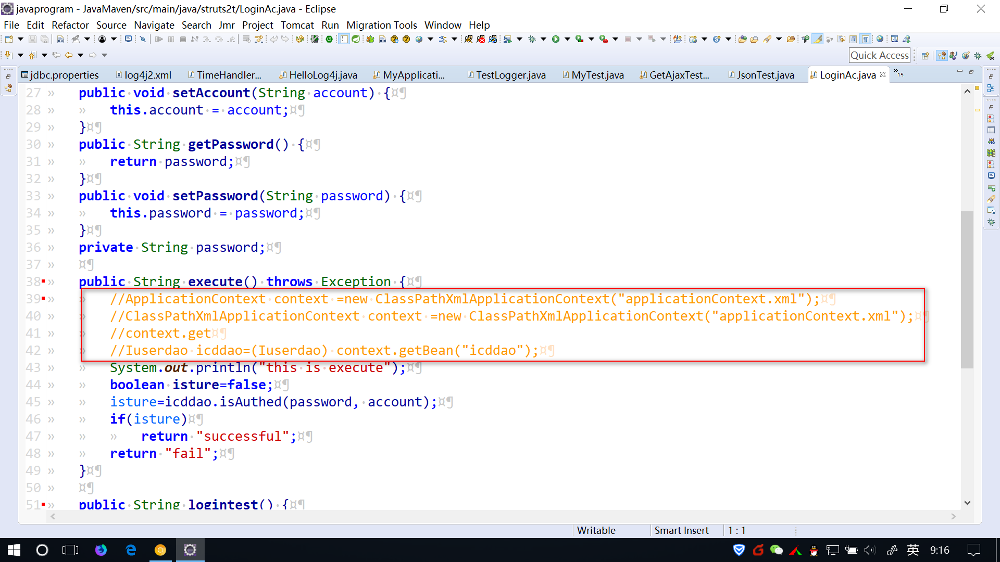 javaprogram - JavaMaven/src/main/java/struts2t/LoginAc.java - Eclipse
File Edit Refactor Source Navigate Search Jmr Project Tomcat Run Migration Tools Window Help
Quick Access
jdbc.properties log4j2.xml TimeHandler... HelloLog4j.java MyApplicati... TestLogger.java MyTest.java GetAjaxTest... JsonTest.java LoginAc.java »15
27 » public·void·setAccount(String·account)·{¤¶
28 » » this.account·=·account;¤¶
29 » }¤¶
30 » public·String·getPassword()·{¤¶
31 » » return·password;¤¶
32 » }¤¶
33 » public·void·setPassword(String·password)·{¤¶
34 » » this.password·=·password;¤¶
35 » }¤¶
36 » private·String·password;¤¶
37 » ¤¶
38 » public·String·execute()·throws·Exception·{¤¶
39 » » //ApplicationContext·context·=new·ClassPathXmlApplicationContext("applicationContext.xml");¤¶
40 » » //ClassPathXmlApplicationContext·context·=new·ClassPathXmlApplicationContext("applicationContext.xml");¤¶
41 » » //context.get¤¶
42 » » //Iuserdao·icddao=(Iuserdao)·context.getBean("icddao");¤¶
43 » » System.out.println("this·is·execute");¤¶
44 » » boolean·isture=false;¤¶
45 » » isture=icddao.isAuthed(password,·account);¤¶
46 » » if(isture)¤¶
47 » » » return·"successful";¤¶
48 » » return·"fail";¤¶
49 » }¤¶
50 » ¤¶
51 » public·String·logintest()·{¤¶
Writable Smart Insert 1 : 1
英 9:16